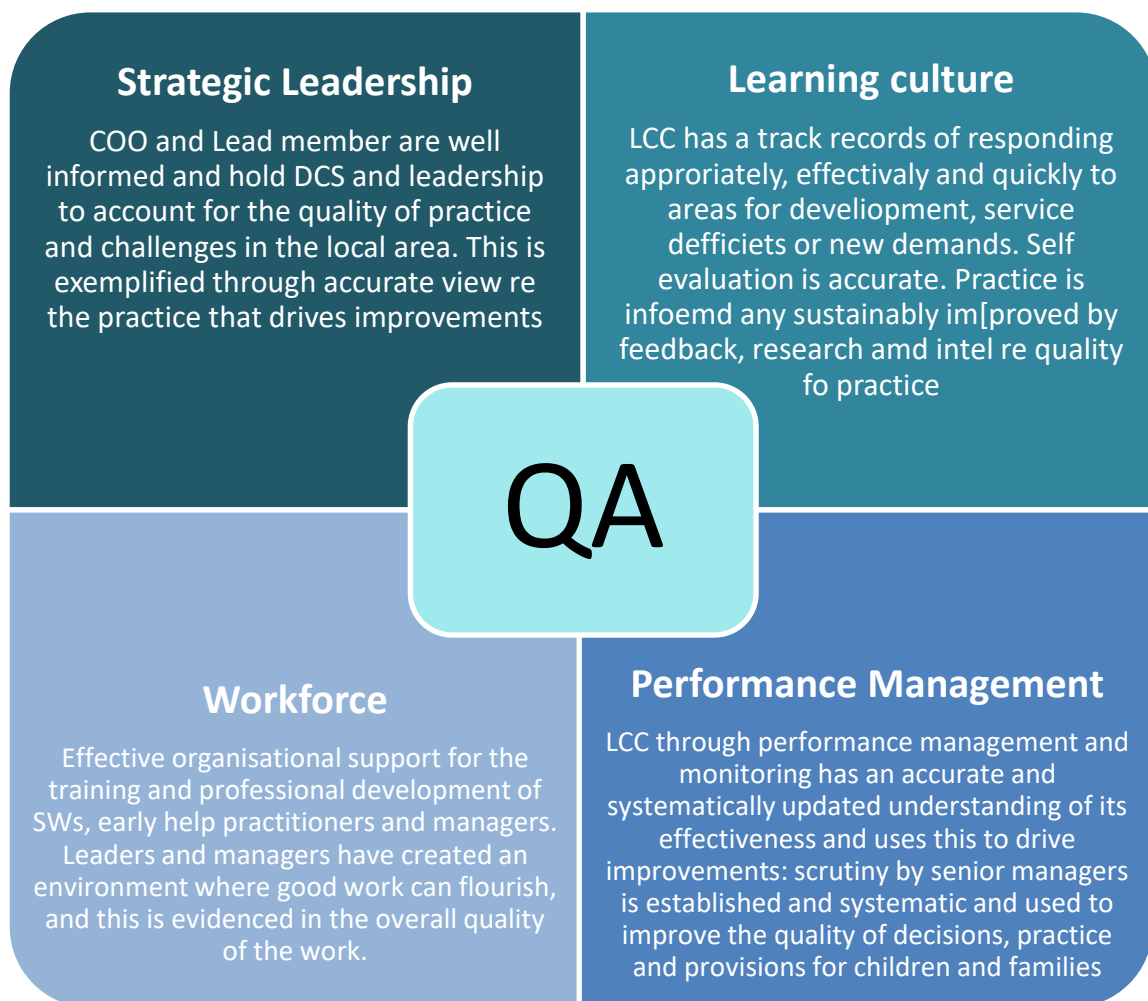 Strategic Leadership
COO and Lead member are well
informed and hold DCS and leadership
to account for the quality of practice
and challenges in the local area. This is
exemplified through accurate view re
the practice that drives improvements
Learning culture
LCC has a track records of responding
approriately, effectivaly and quickly to
areas for develiopment, service
defficiets or new demands. Self
evaluation is accurate. Practice is
infoemd any sustainably im[proved by
feedback, research amd intel re quality
fo practice
QA
Workforce
Effective organisational support for the
training and professional development of
SWs, early help practitioners and managers.
Leaders and managers have created an
environment where good work can flourish,
and this is evidenced in the overall quality
of the work.
Performance Management
LCC through performance management and
monitoring has an accurate and
systematically updated understanding of its
effectiveness and uses this to drive
improvements: scrutiny by senior managers
is established and systematic and used to
improve the quality of decisions, practice
and provisions for children and families